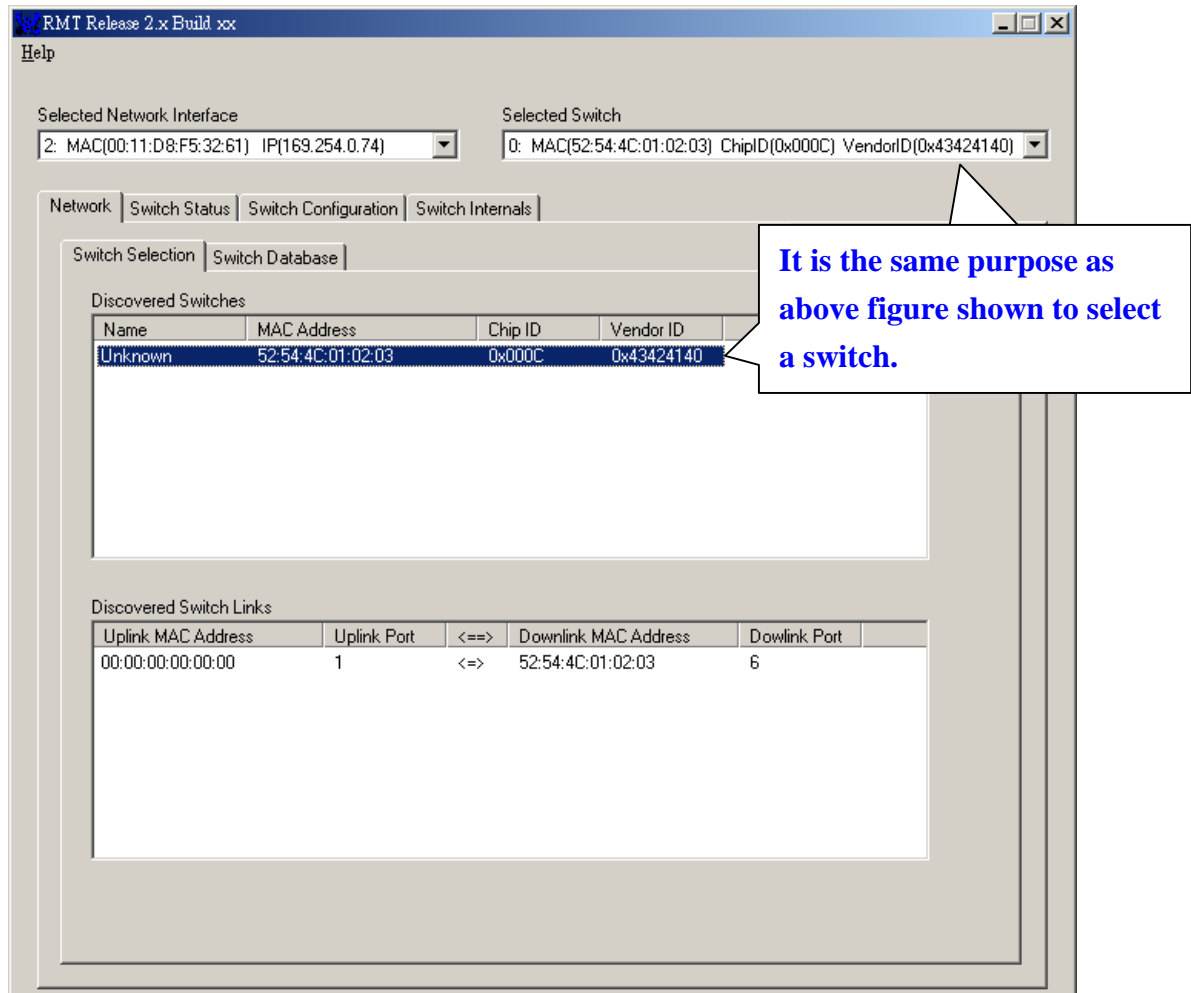 RMT Release 2.x Build xx
Help
Selected Network Interface
2: MAC(00:11:D8:F5:32:61) IP(169.254.0.74)
Selected Switch
0: MAC(52:54:4C:01:02:03) ChipID(0x000C) VendorID(0x43424140)
Network Switch Status Switch Configuration Switch Internals
Switch Selection Switch Database
It is the same purpose as
above figure shown to select
a switch.
Discovered Switches
Name MAC Address Chip ID Vendor ID
Unknown 52:54:4C:01:02:03 0x000C 0x43424140
Discovered Switch Links
Uplink MAC Address Uplink Port <==> Downlink MAC Address Dowlink Port
00:00:00:00:00:00 1 <=> 52:54:4C:01:02:03 6